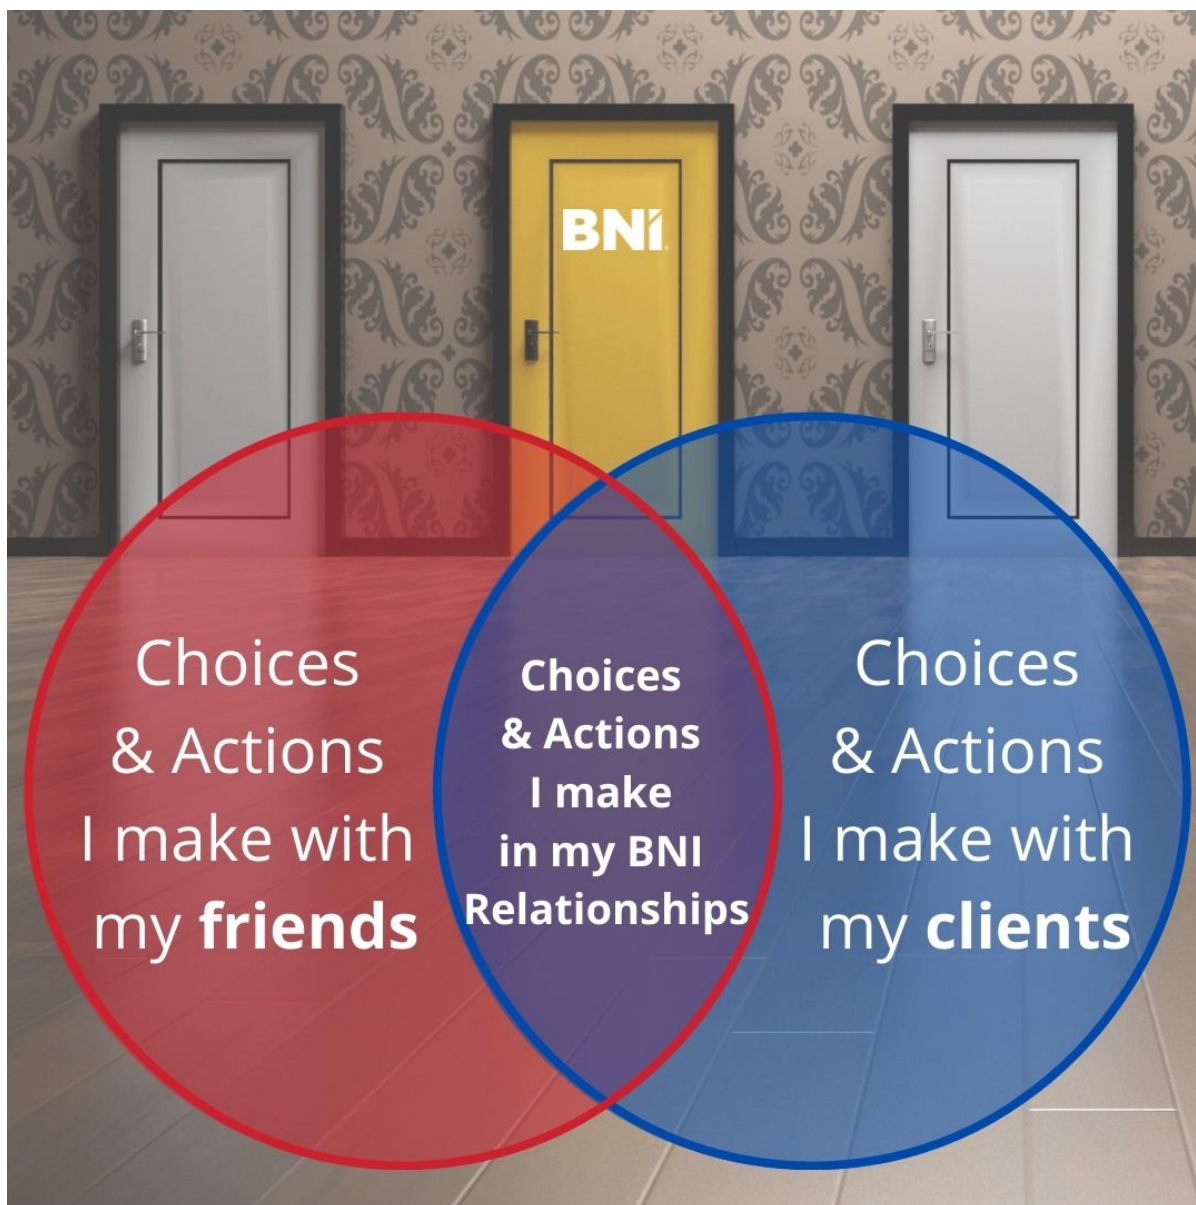 BNI
Choices
& Actions
I make with
my friends
Choices
& Actions
I make
in my BNI
Relationships
Choices
& Actions
I make with
my clients